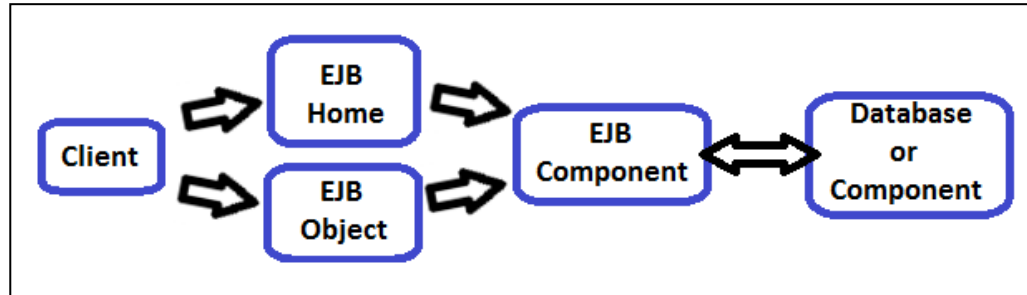 Client
EJB
Home
EJB
Object
EJB
Component
Database
or
Component